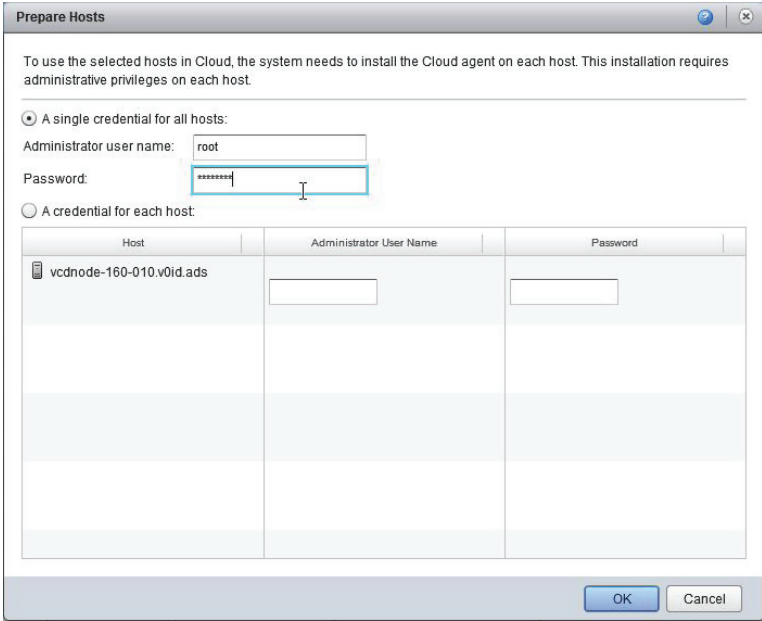 Prepare Hosts
To use the selected hosts in Cloud, the system needs to install the Cloud agent on each host. This installation requires
administrative privileges on each host.
A single credential for all hosts:
Administrator user name: root
Password: ********
A credential for each host:
Host Administrator User Name Password
vcdnode-160-010.v0id.ads
OK Cancel